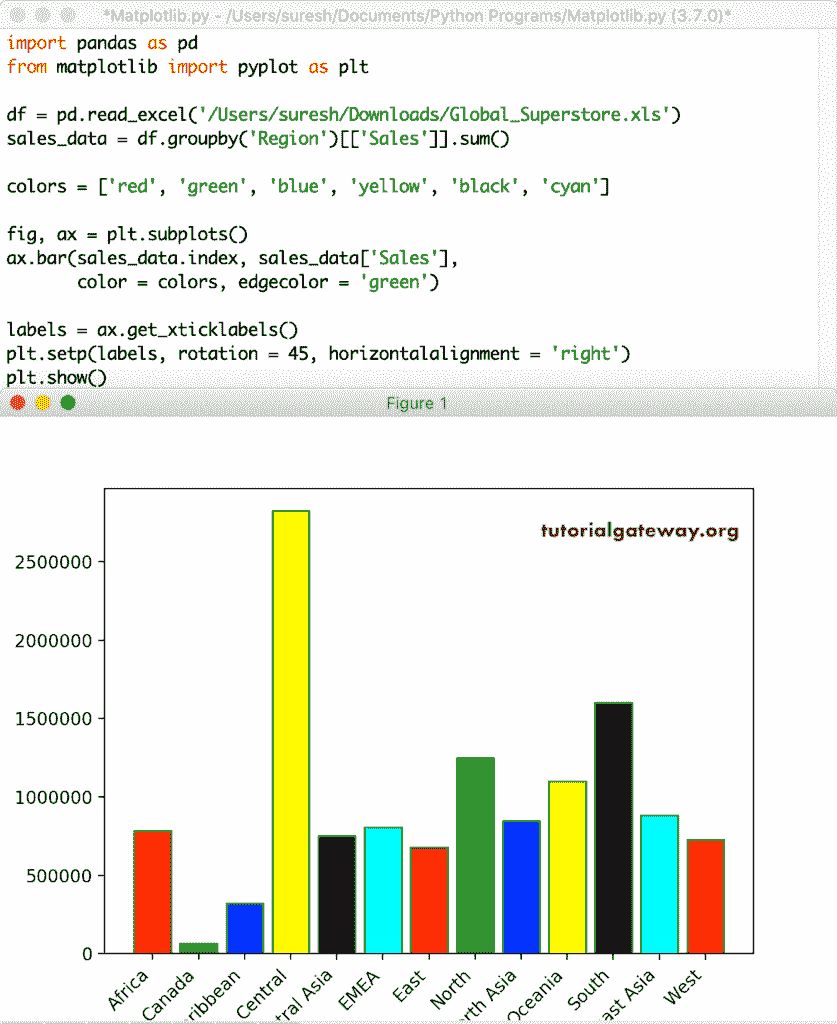 *Matplotlib.py - /Users/suresh/Documents/Python Programs/Matplotlib.py (3.7.0)*
import pandas as pd
from matplotlib import pyplot as plt
df = pd.read_excel('/Users/suresh/Downloads/Global_Superstore.xls')
sales_data = df.groupby('Region')[['Sales']].sum()
colors = ['red', 'green', 'blue', 'yellow', 'black', 'cyan']
fig, ax = plt.subplots()
ax.bar(sales_data.index, sales_data['Sales'],
color = colors, edgecolor = 'green')
labels = ax.get_xticklabels()
plt.setp(labels, rotation = 45, horizontalalignment = 'right')
plt.show()
Figure 1
tutorialgateway.org
2500000
2000000
1500000
1000000
500000
0
Africa
Canada
ribbean
Central
tral Asia
EMEA
East
North
rth Asia
Oceania
South
ast Asia
West